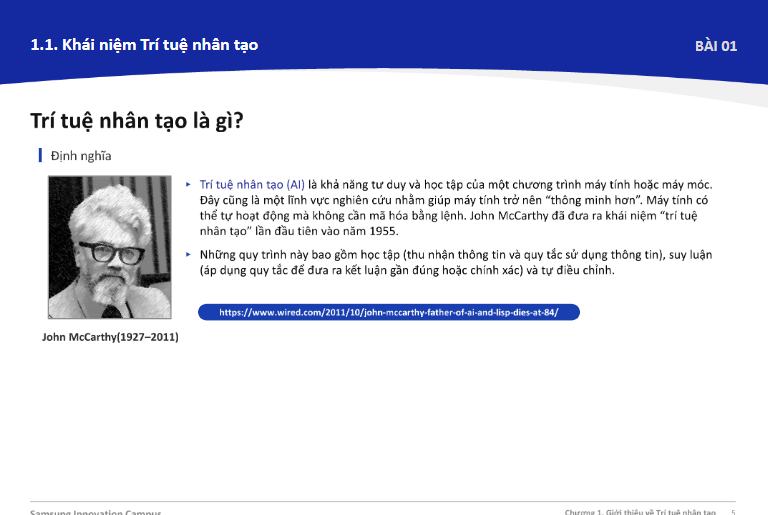 1.1. Khái niệm Trí tuệ nhân tạo
BÀI 01
Trí tuệ nhân tạo là gì?
Định nghĩa
▸ Trí tuệ nhân tạo (AI) là khả năng tư duy và học tập của một chương trình máy tính hoặc máy móc.
Đây cũng là một lĩnh vực nghiên cứu nhằm giúp máy tính trở nên “thông minh hơn”. Máy tính có
thể tự hoạt động mà không cần mã hóa bằng lệnh. John McCarthy đã đưa ra khái niệm “trí tuệ
nhân tạo” lần đầu tiên vào năm 1955.
▸ Những quy trình này bao gồm học tập (thu nhận thông tin và quy tắc sử dụng thông tin), suy luận
(áp dụng quy tắc để đưa ra kết luận gần đúng hoặc chính xác) và tự điều chỉnh.
https://www.wired.com/2011/10/john-mccarthy-father-of-ai-and-lisp-dies-at-84/
John McCarthy(1927–2011)
Samsung Innovation Campus
Chương 1. Giới thiệu về Trí tuệ nhân tạo
5